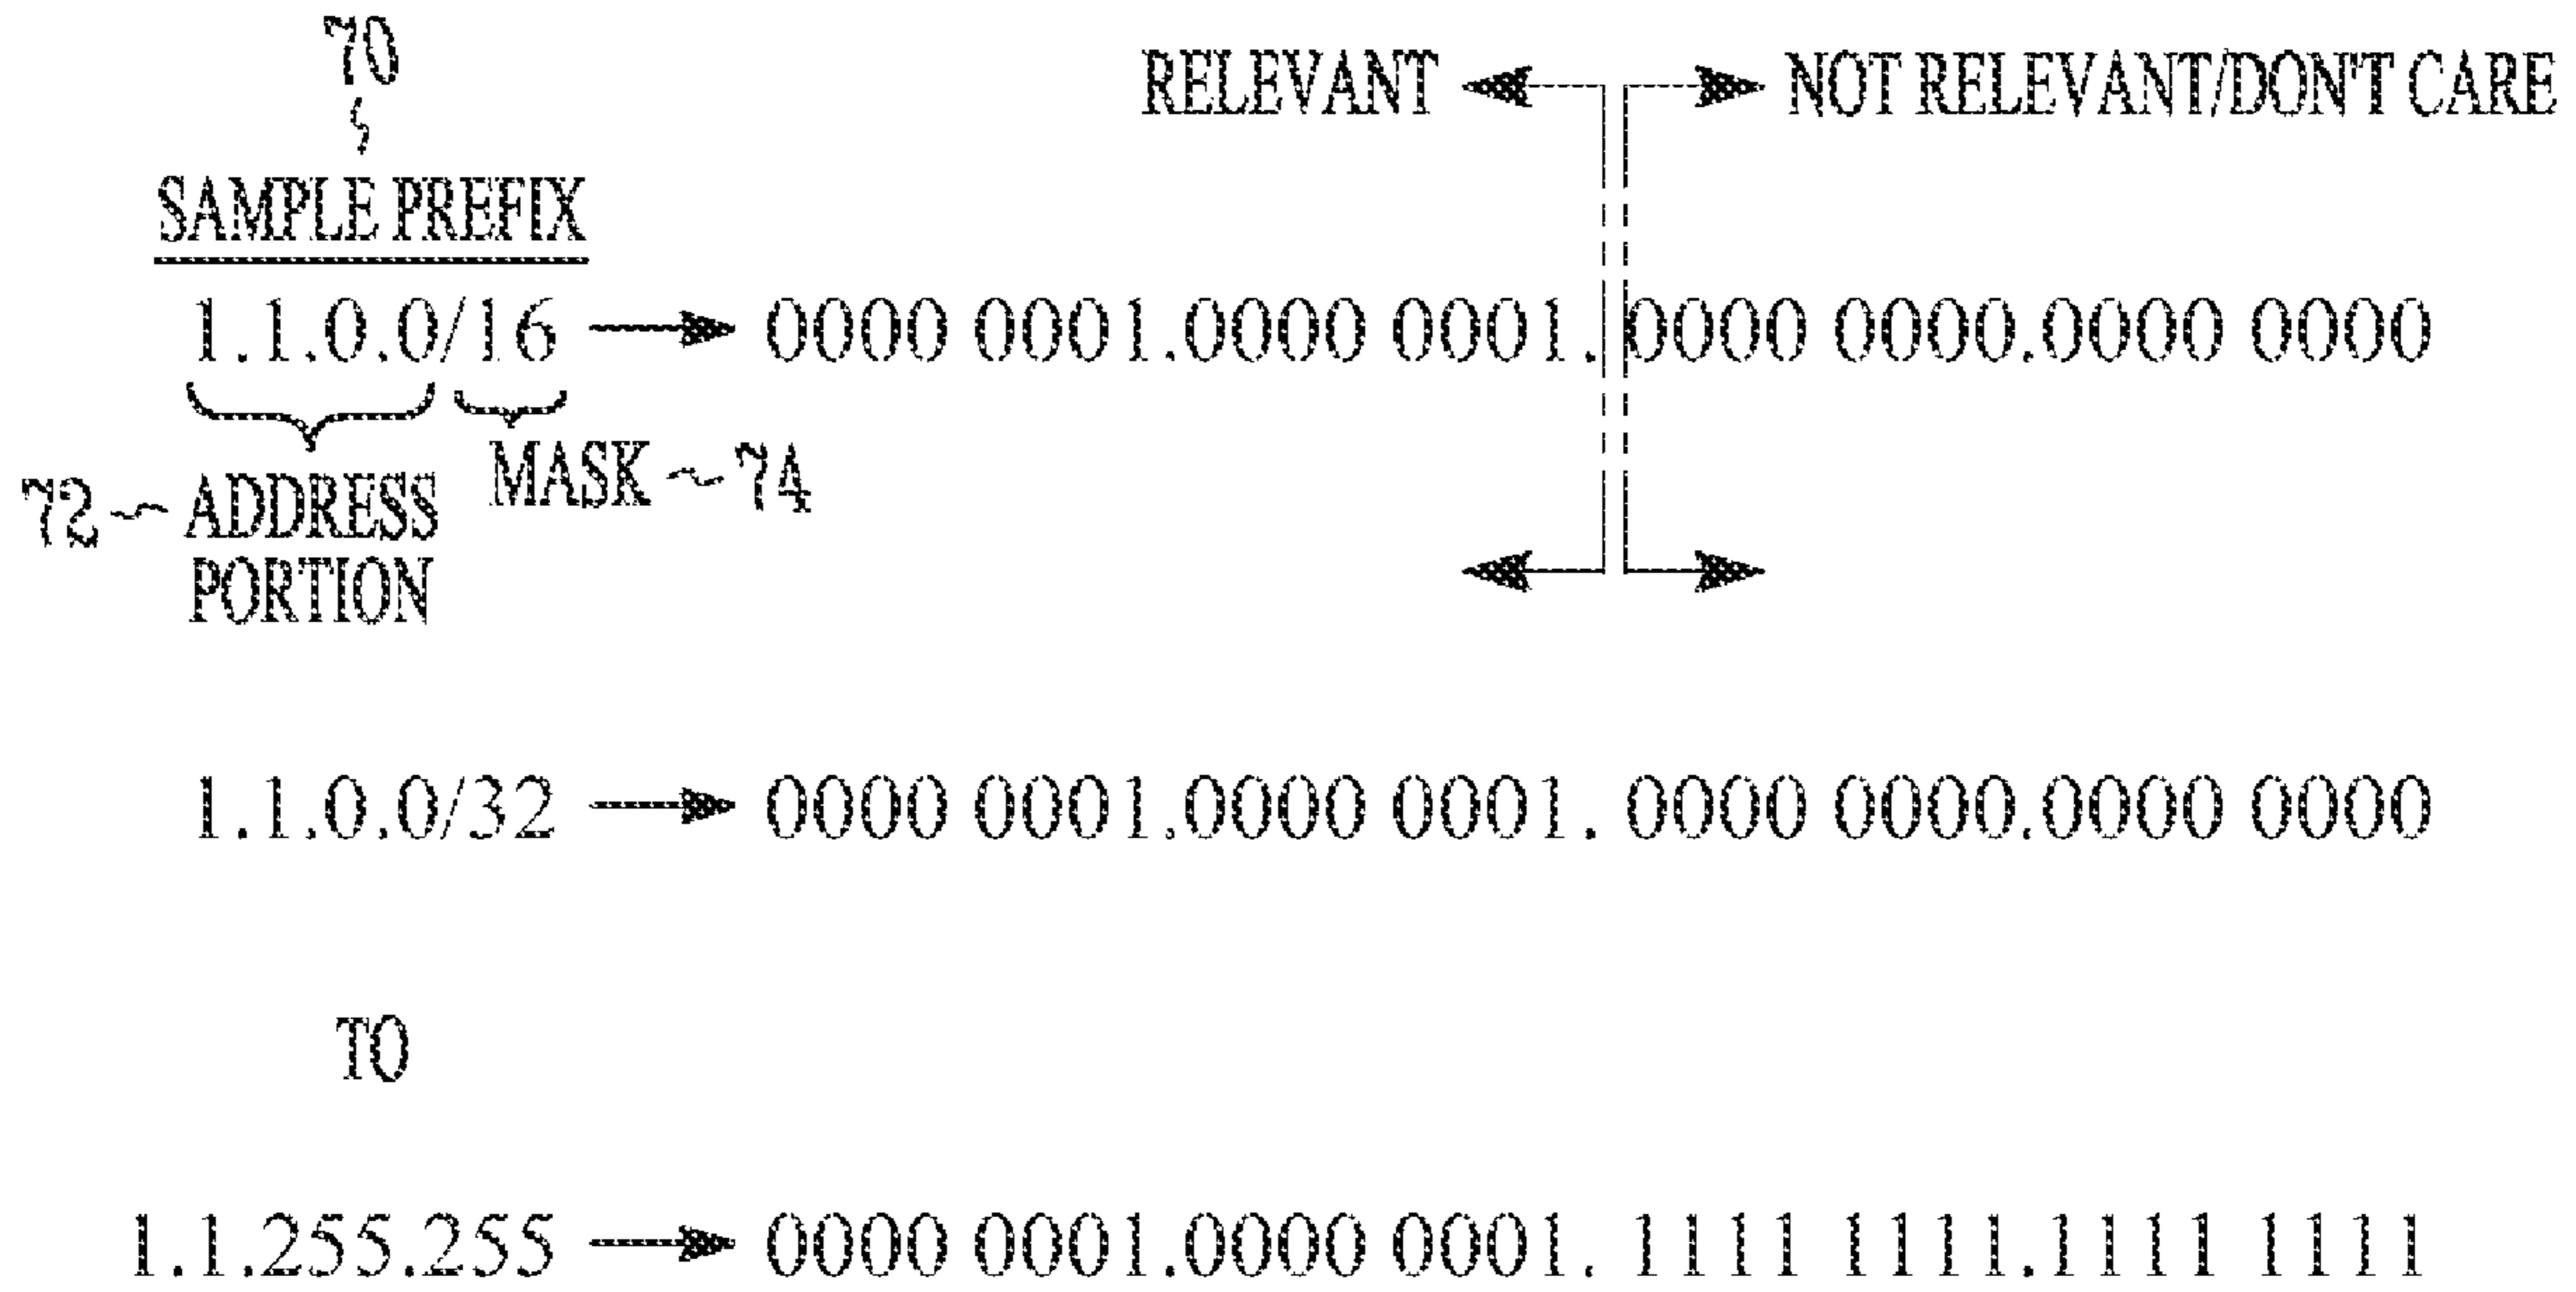 70
RELEVANT
NOT RELEVANT/DON'T CARE
SAMPLE PREFIX
1.1.0.0/16 0000 0001.0000 0001. 0000 0000.0000 0000
MASK 74
72 ADDRESS
PORTION
1.1.0.0/32 0000 0001.0000 0001. 0000 0000.0000 0000
TO
1.1.255.255 0000 0001.0000 0001. 1111 1111.1111 1111